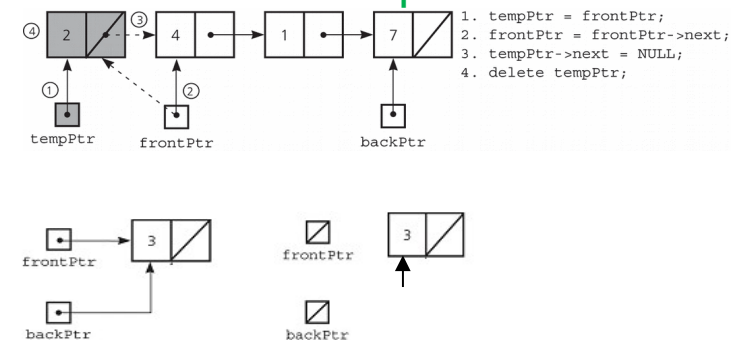 1. tempPtr = frontPtr;
2. frontPtr = frontPtr->next;
3. tempPtr->next = NULL;
4. delete tempPtr;
④ 2 ③ 4 1 7
① ②
tempPtr frontPtr backPtr
3 3
frontPtr frontPtr
backPtr backPtr